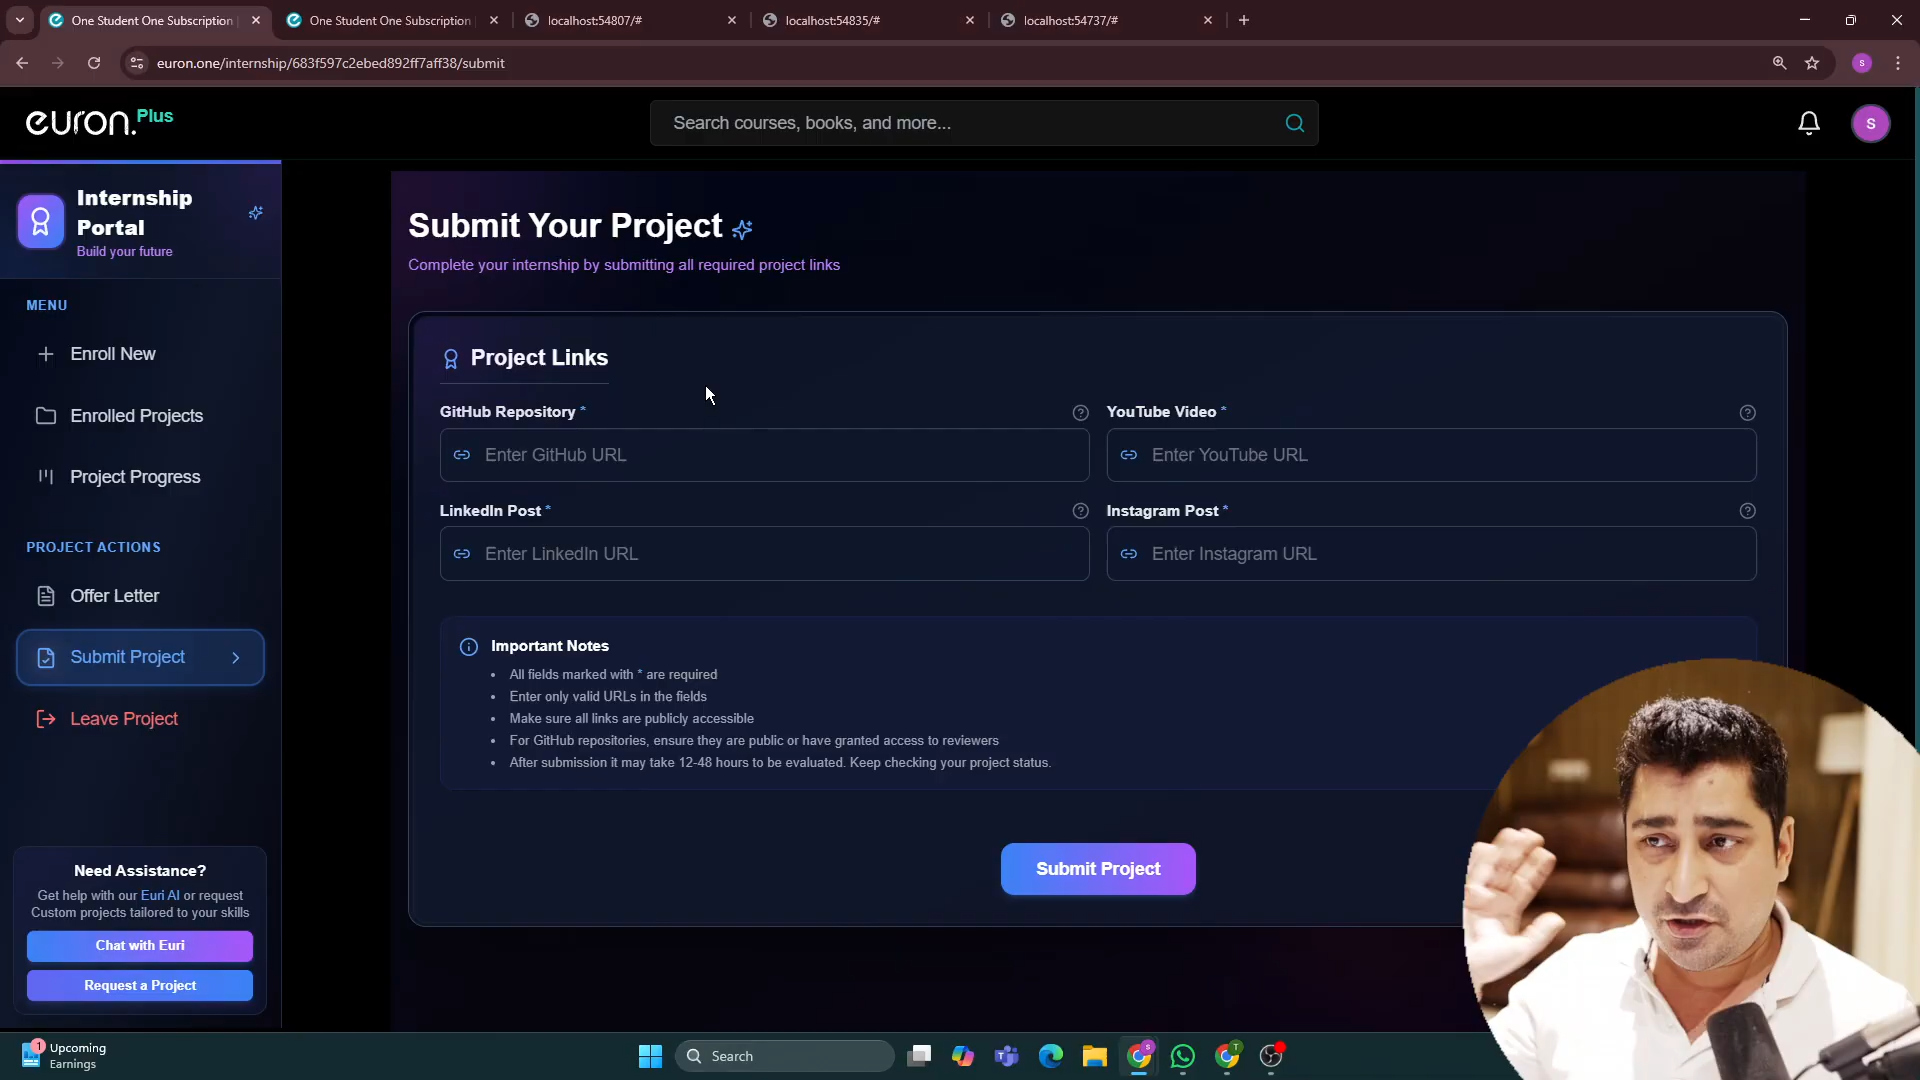 One Student One Subscription
One Student One Subscription
localhost:54807/#
localhost:54835/#
localhost:54737/#
euron.one/internship/683f597c2ebed892ff7aff38/submit
S
euron.Plus
Search courses, books, and more...
S
Internship
Portal
Build your future
MENU
Enroll New
Enrolled Projects
Project Progress
PROJECT ACTIONS
Offer Letter
Submit Project
Leave Project
Need Assistance?
Get help with our Euri AI or request
Custom projects tailored to your skills
Chat with Euri
Request a Project
Submit Your Project
Complete your internship by submitting all required project links
Project Links
GitHub Repository *
Enter GitHub URL
YouTube Video *
Enter YouTube URL
LinkedIn Post *
Enter LinkedIn URL
Instagram Post *
Enter Instagram URL
Important Notes
• All fields marked with * are required
• Enter only valid URLs in the fields
• Make sure all links are publicly accessible
• For GitHub repositories, ensure they are public or have granted access to reviewers
• After submission it may take 12-48 hours to be evaluated. Keep checking your project status.
Submit Project
1
Upcoming
Earnings
Search
S
T